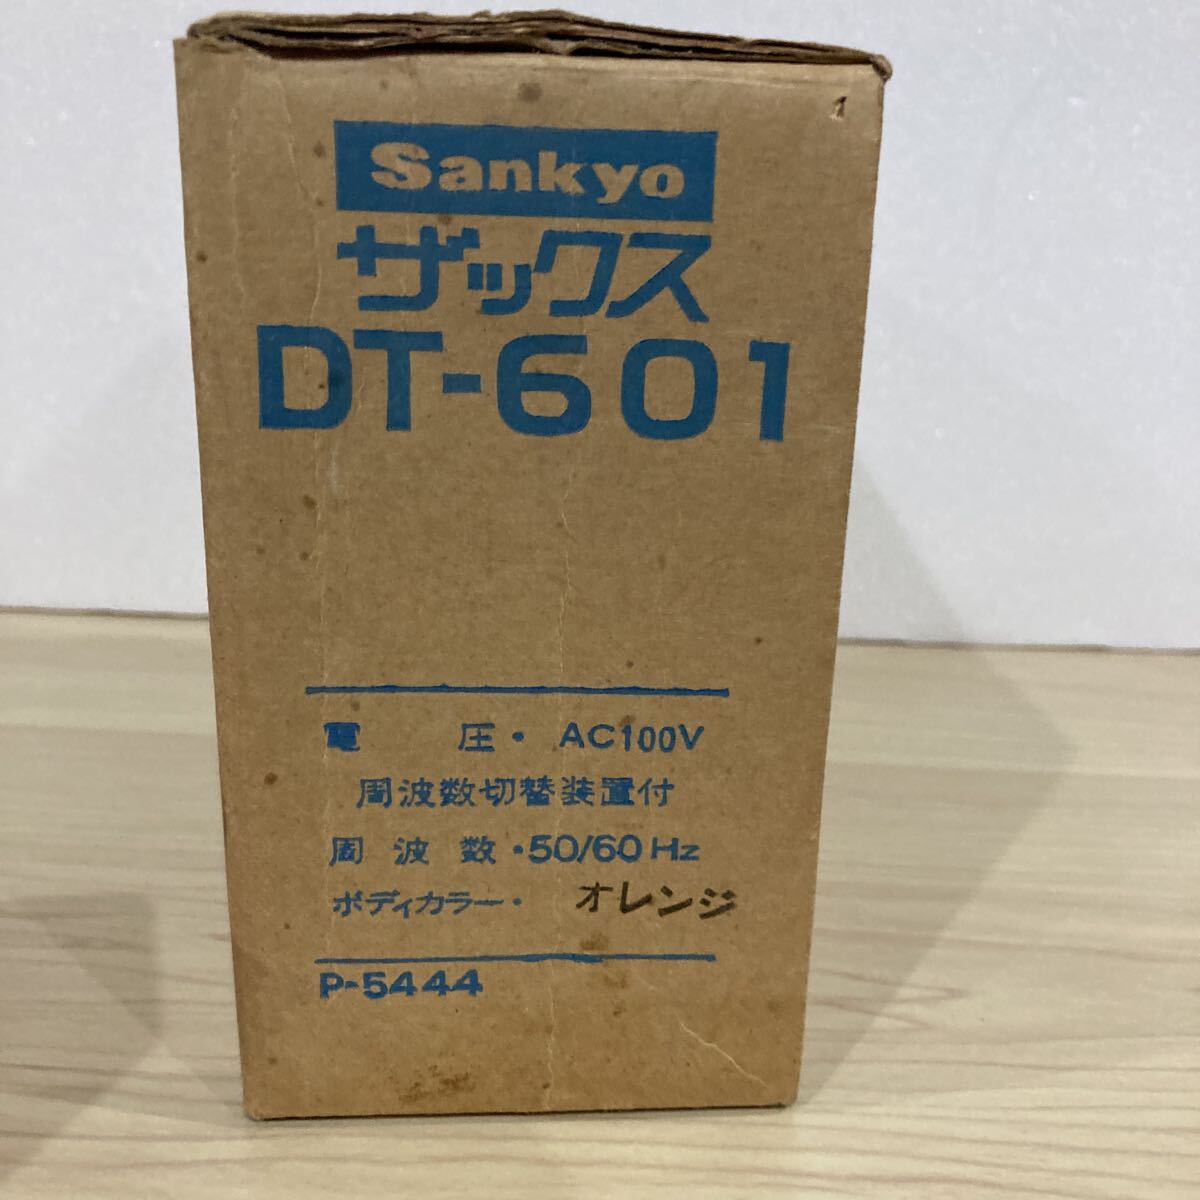 Sankyo
ザックス
DT-601
電 圧・ AC100V
周波数切替装置付
周 波 数・50/60Hz
ボディカラー・ オレンジ
P-5444